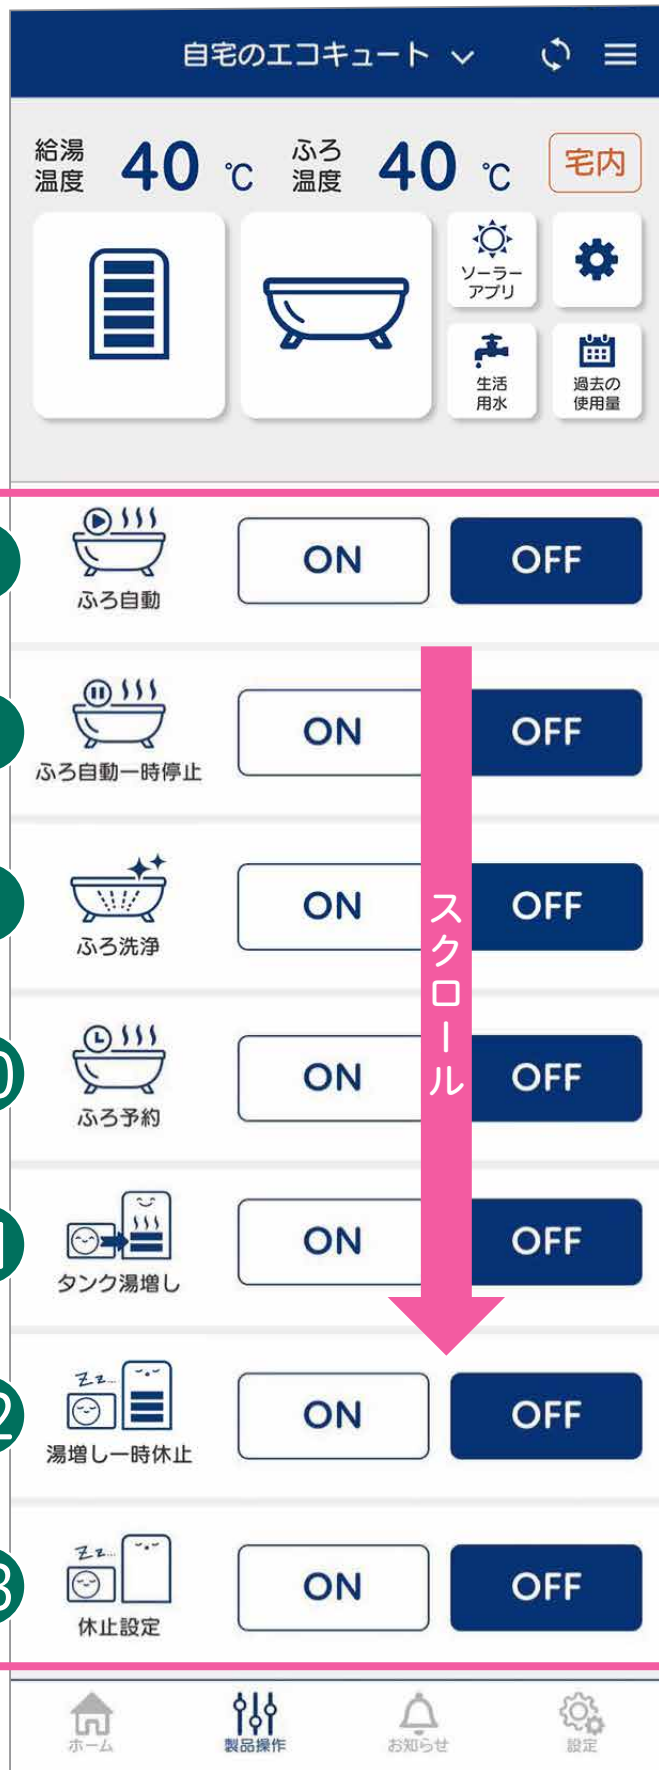 自宅のエコキュート
給湯
温度
40 ℃
ふろ
温度
40 ℃
宅内
ソーラー
アプリ
生活
用水
過去の
使用量
ふろ自動
ON
OFF
ふろ自動一時停止
ON
OFF
ふろ洗浄
ON
OFF
ふろ予約
ON
OFF
タンク湯増し
ON
OFF
湯増し一時休止
ON
OFF
休止設定
ON
OFF
スクロール
Zz...
Zz...
ホーム
製品操作
お知らせ
設定